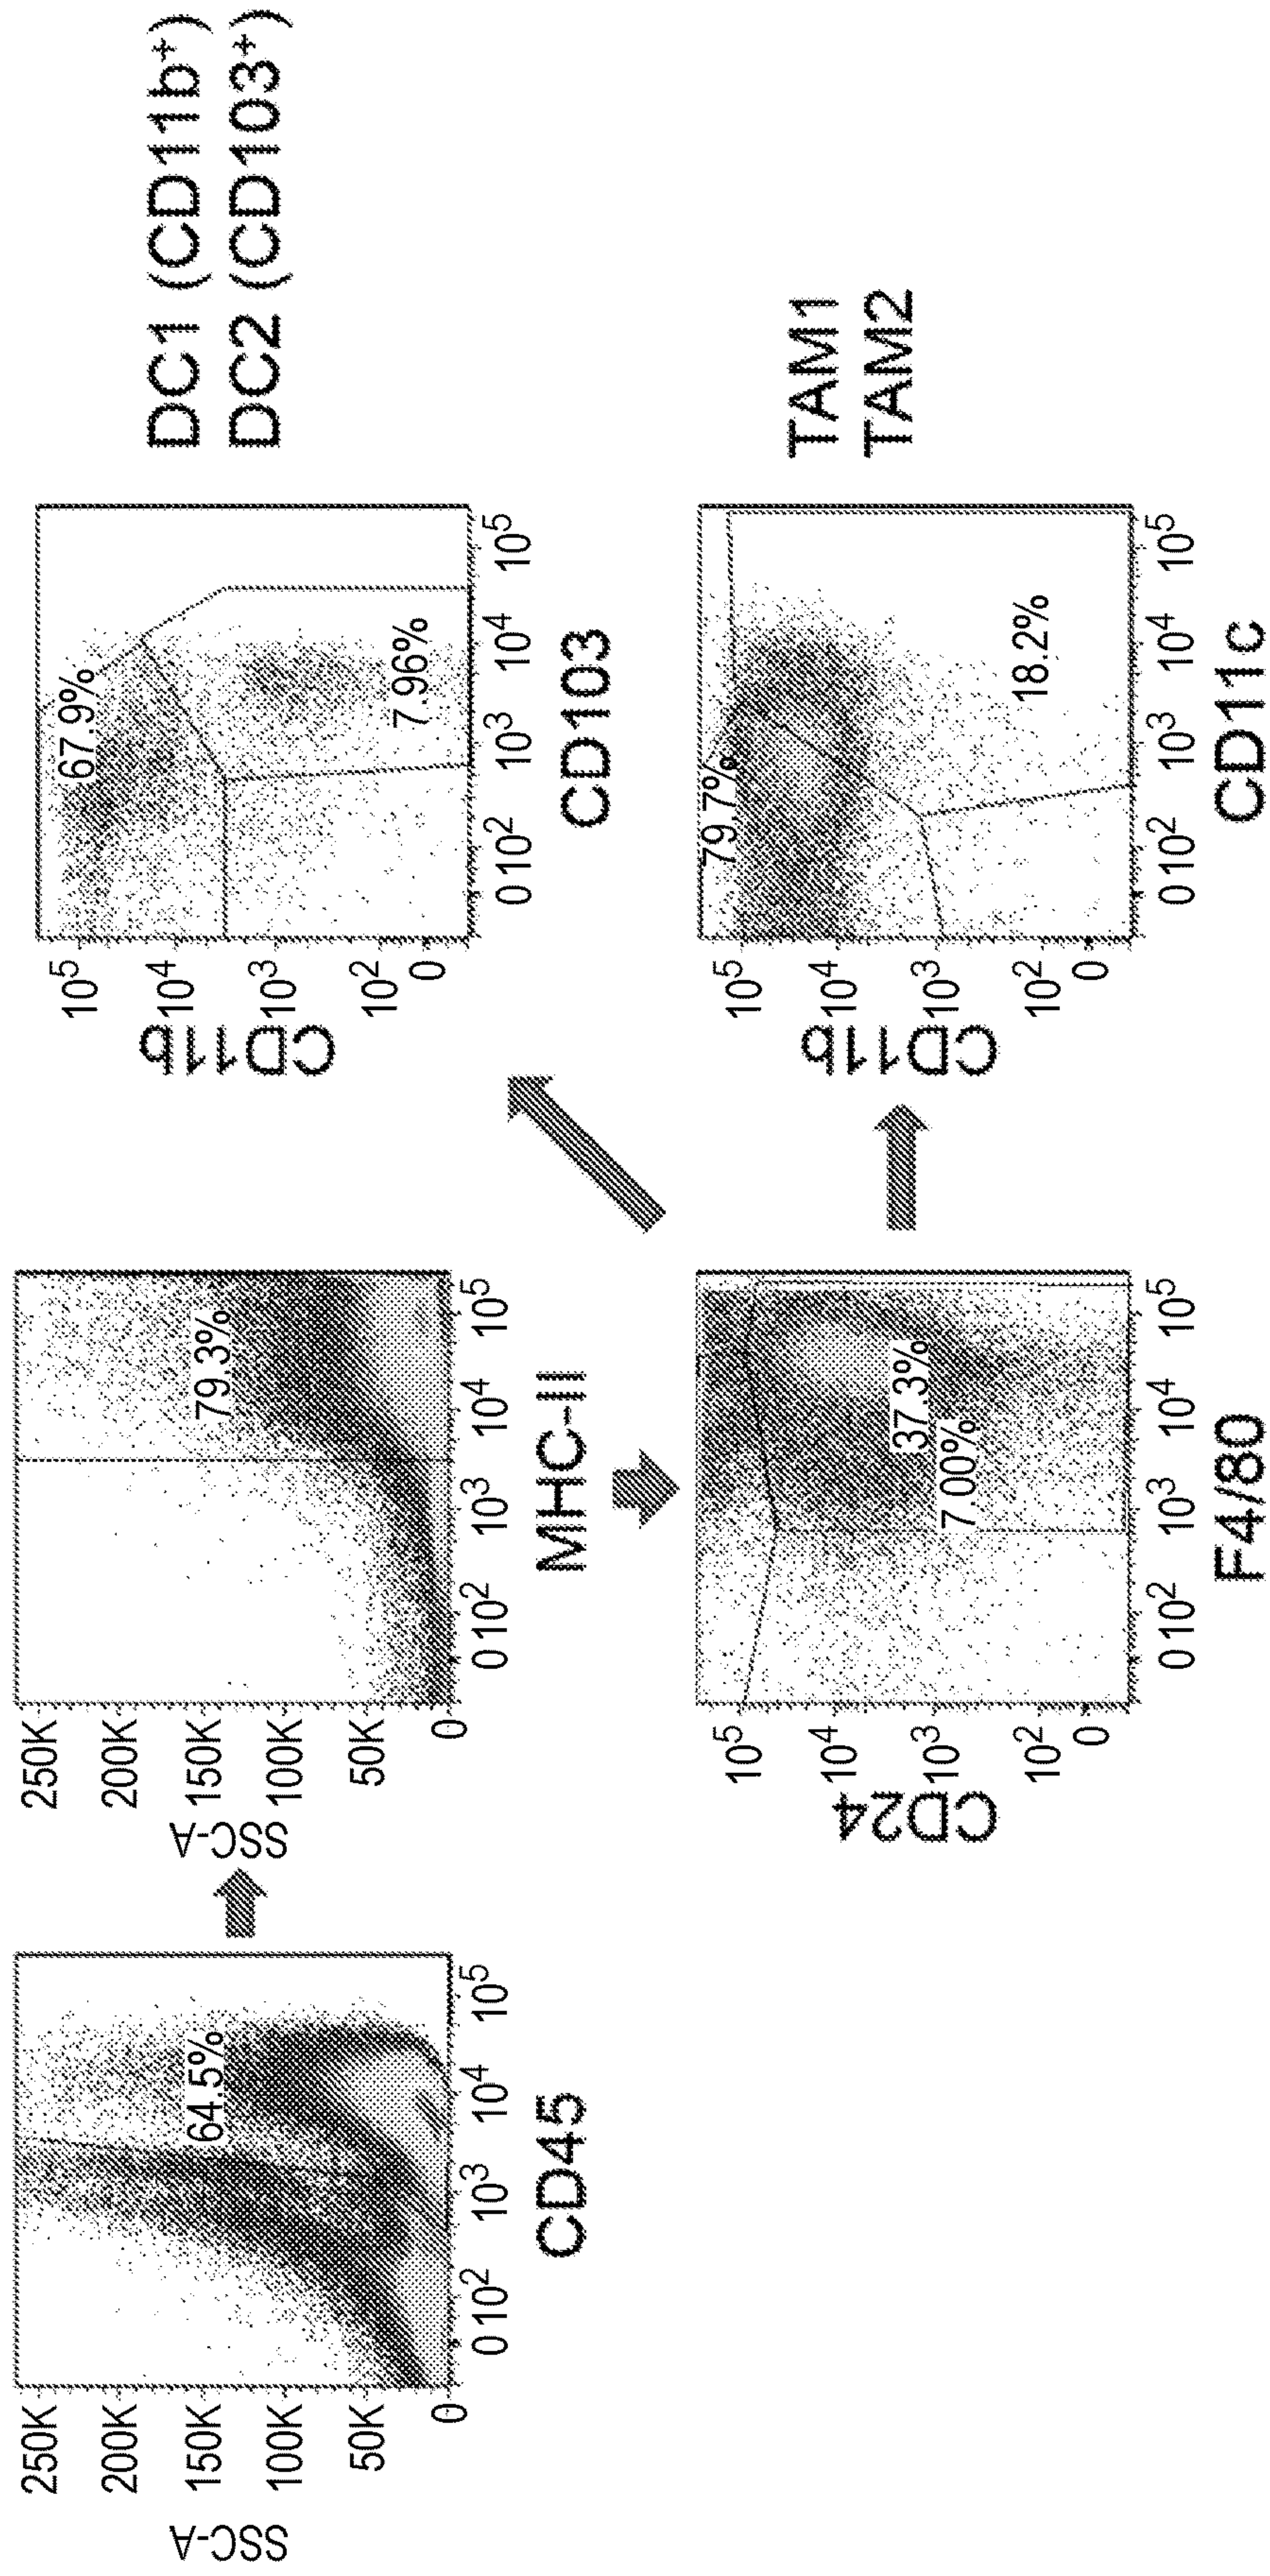 SSC-A
250K
200K
150K
100K
50K
0
64.5%
0 10² 10³ 10⁴ 10⁵
CD45
SSC-A
250K
200K
150K
100K
50K
0
79.3%
0 10² 10³ 10⁴ 10⁵
MHC-II
CD11b
10⁵
10⁴
10³
10²
0
67.9%
7.96%
0 10² 10³ 10⁴ 10⁵
CD103
DC1 (CD11b⁺)
DC2 (CD103⁺)
CD24
10⁵
10⁴
10³
10²
0
37.3%
7.00%
0 10² 10³ 10⁴ 10⁵
F4/80
CD11b
10⁵
10⁴
10³
10²
0
79.7%
18.2%
0 10² 10³ 10⁴ 10⁵
CD11c
TAM1
TAM2